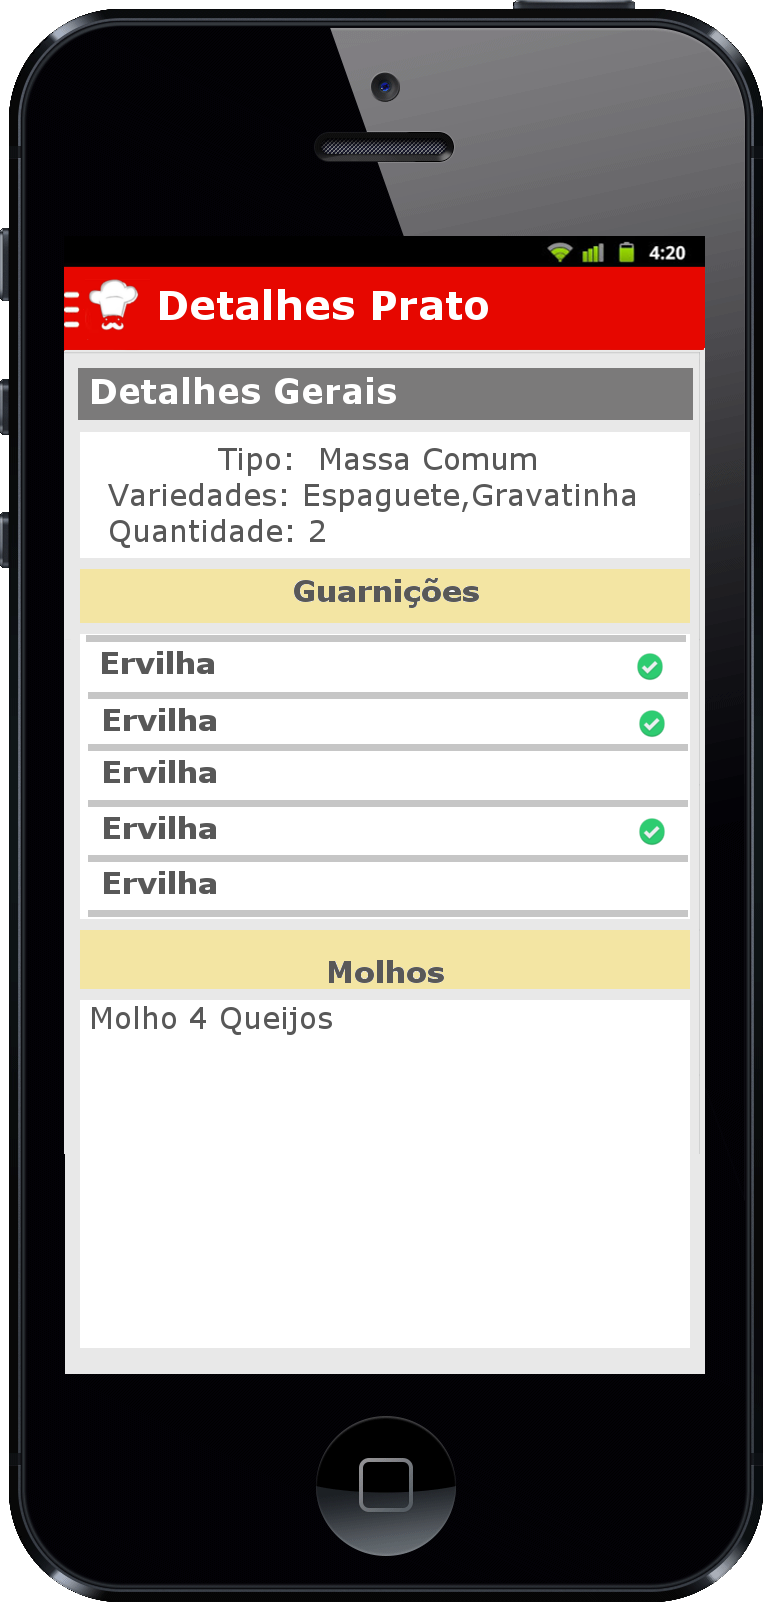 4:20
Detalhes Prato
Detalhes Gerais
Tipo: Massa Comum
Variedades: Espaguete,Gravatinha
Quantidade: 2
Guarnições
Ervilha
Ervilha
Ervilha
Ervilha
Ervilha
Molhos
Molho 4 Queijos